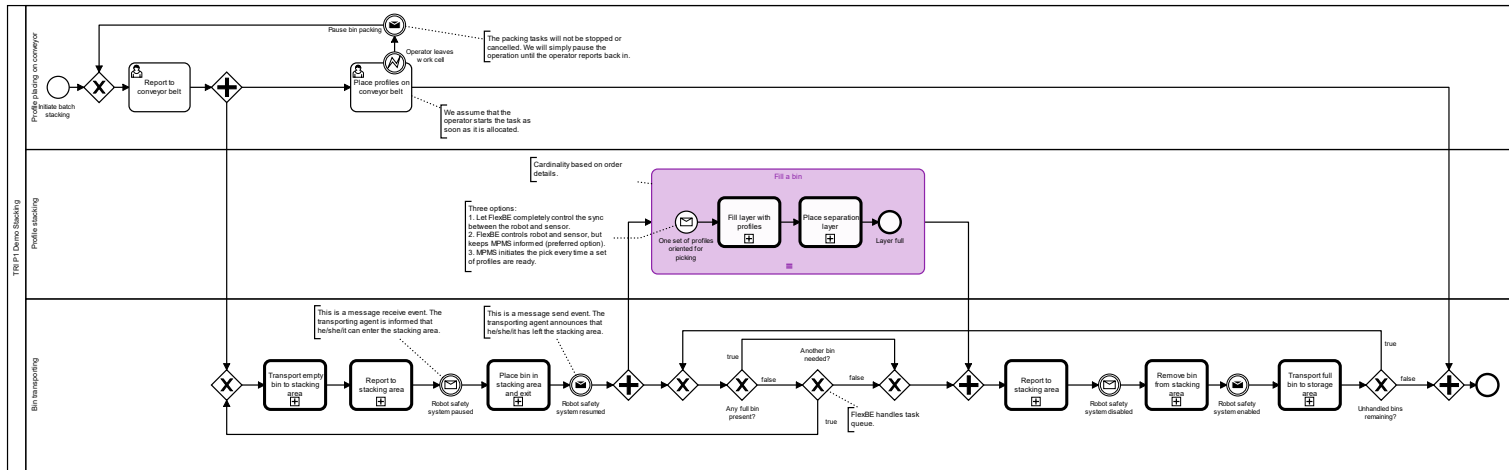 TRI P1 Demo Stacking
Profile placing on conveyor
Initiate batch
stacking
Report to
conveyor belt
Pause bin packing
Operator leaves
work cell
Place profiles on
conveyor belt
The packing tasks will not be stopped or
cancelled. We will simply pause the
operation until the operator reports back in.
We assume that the
operator starts the task as
soon as it is allocated.
Profile stacking
Cardinality based on order
details.
Three options:
1. Let FlexBE completely control the sync
between the robot and sensor.
2. FlexBE controls robot and sensor, but
keeps MPMS informed (preferred option).
3. MPMS initiates the pick every time a set
of profiles are ready.
Fill a bin
One set of profiles
oriented for
picking
Fill layer with
profiles
Place separation
layer
Layer full
Bin transporting
This is a message receive event. The
transporting agent is informed that
he/she/it can enter the stacking area.
This is a message send event. The
transporting agent announces that
he/she/it has left the stacking area.
Transport empty
bin to stacking
area
Report to
stacking area
Robot safety
system paused
Place bin in
stacking area
and exit
Robot safety
system resumed
Any full bin
present?
true
false
Another bin
needed?
false
true
FlexBE handles task
queue.
Report to
stacking area
Robot safety
system disabled
Remove bin
from stacking
area
Robot safety
system enabled
Transport full
bin to storage
area
Unhandled bins
remaining?
true
false